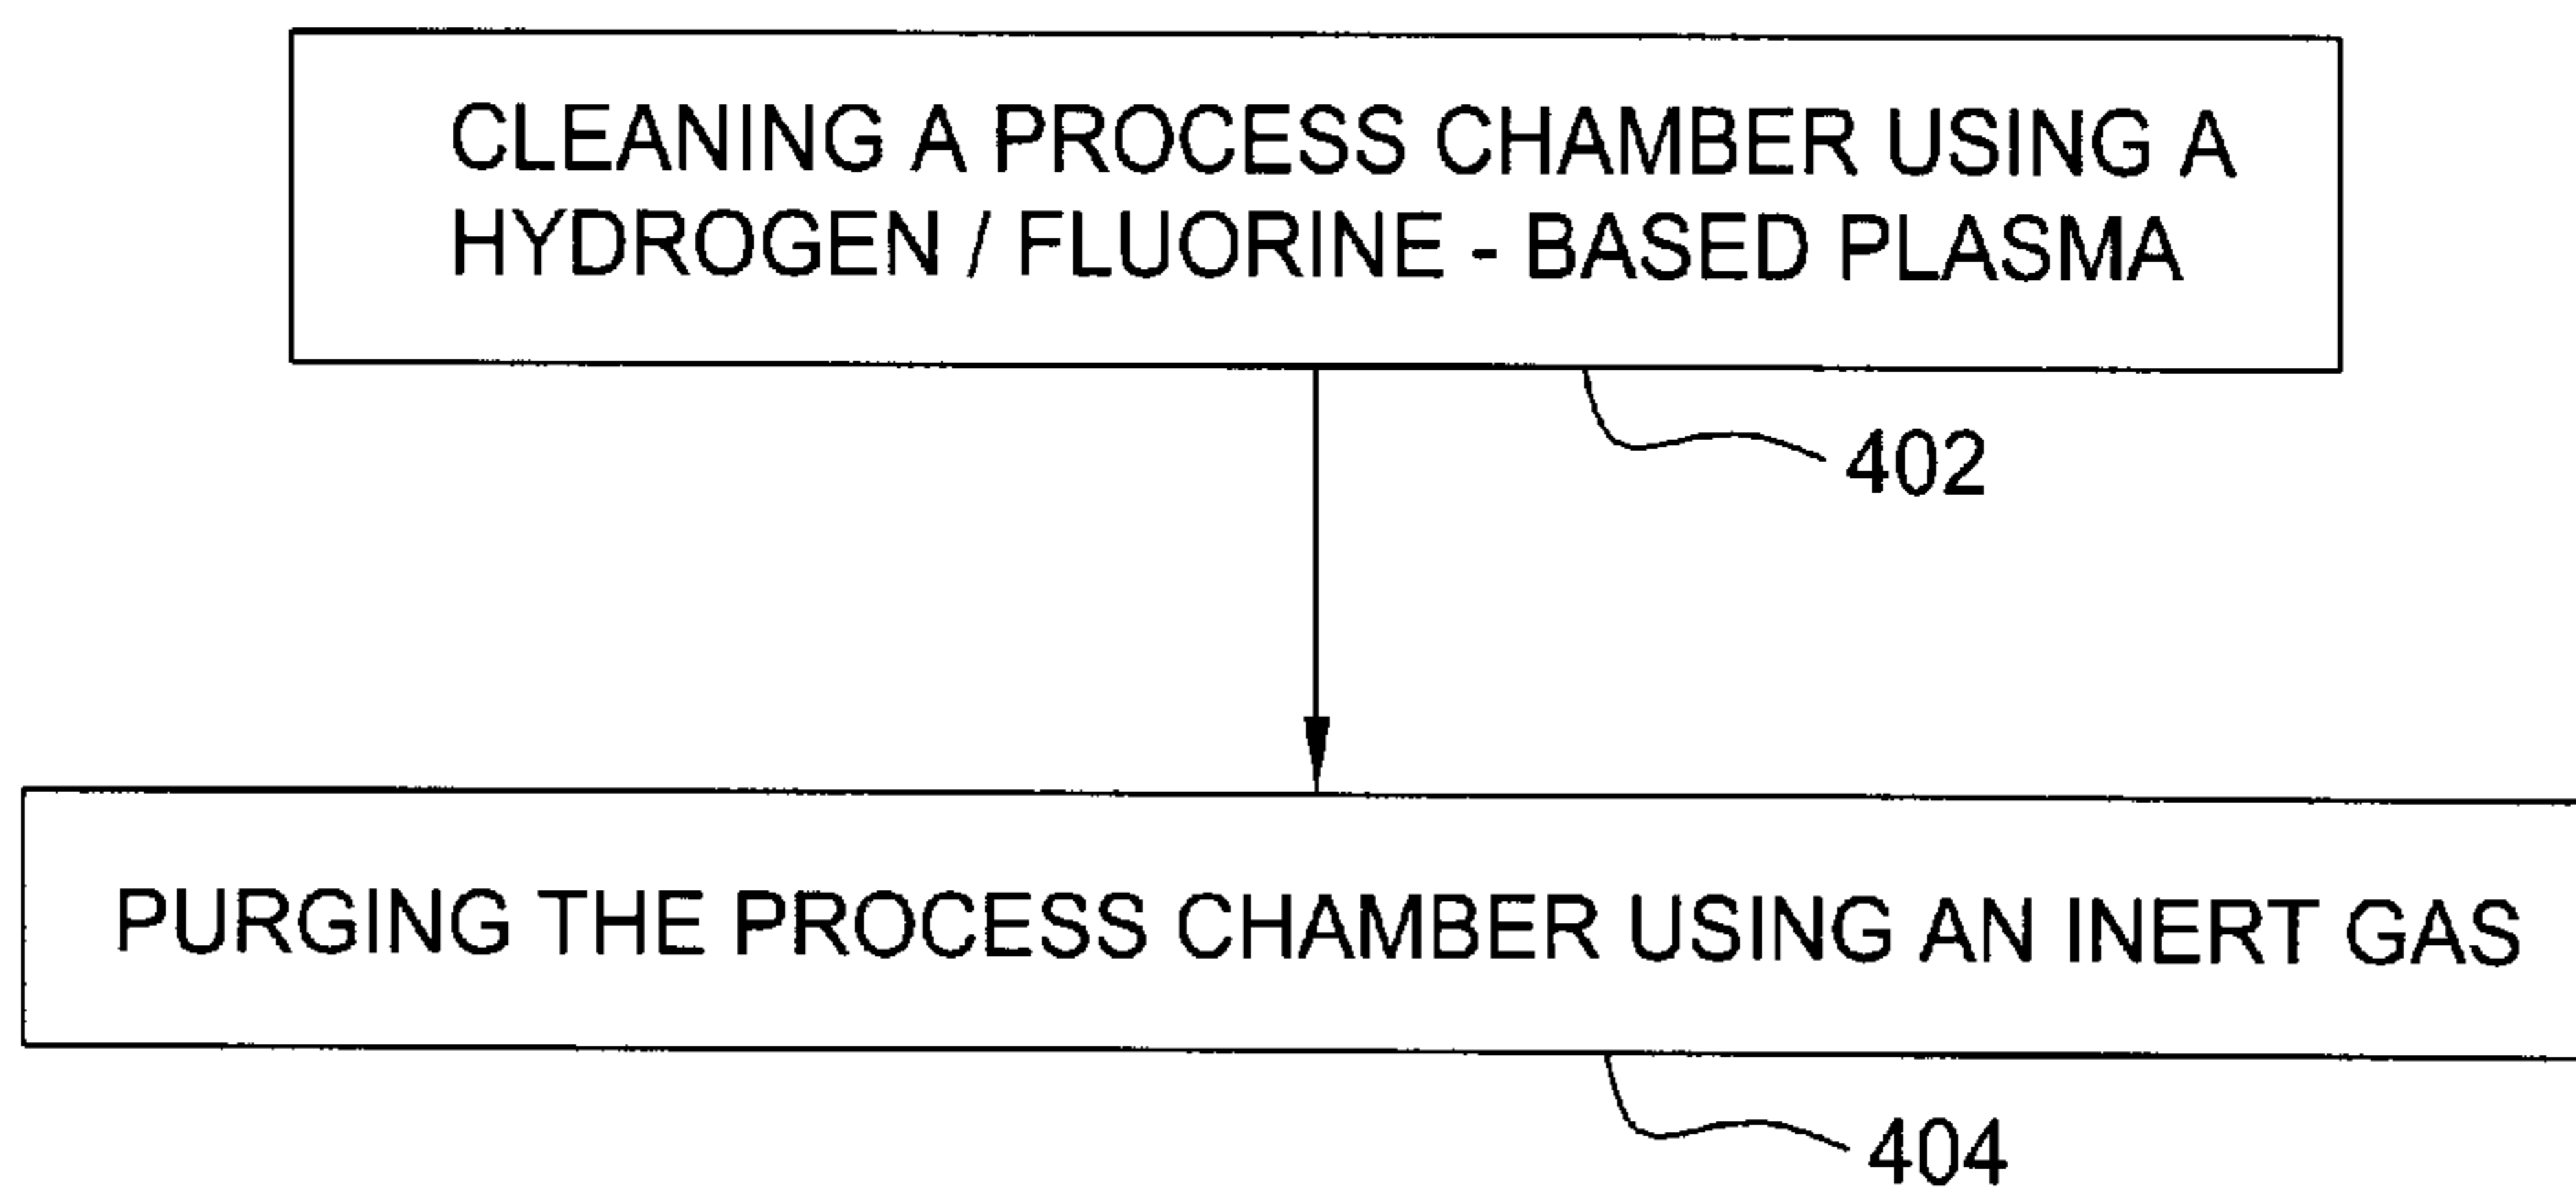 CLEANING A PROCESS CHAMBER USING A
HYDROGEN / FLUORINE - BASED PLASMA
402
PURGING THE PROCESS CHAMBER USING AN INERT GAS
404